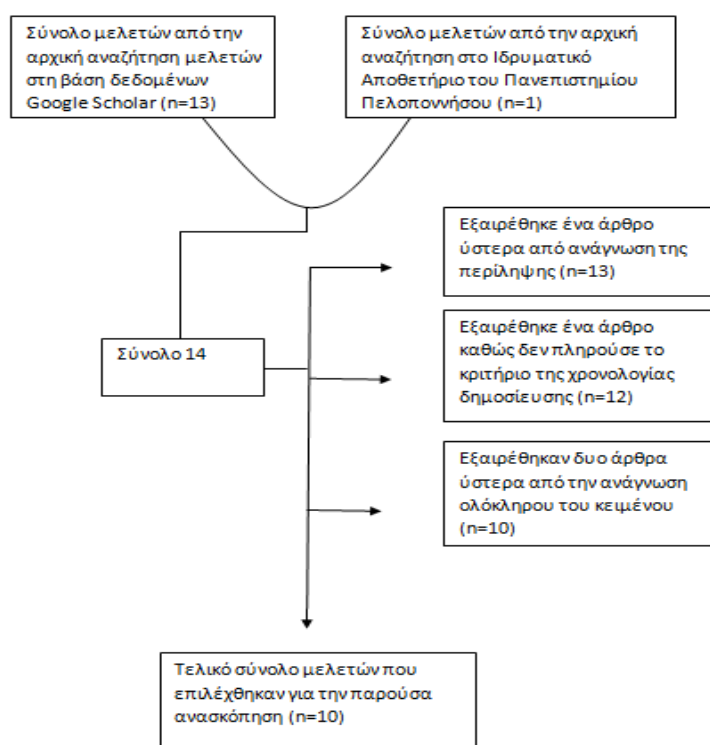 Σύνολο μελετών από την
αρχική αναζήτηση μελετών
στη βάση δεδομένων
Google Scholar (n=13)
Σύνολο μελετών από την αρχική
αναζήτηση στο Ιδρυματικό
Αποθετήριο του Πανεπιστημίου
Πελοποννήσου (n=1)
Εξαιρέθηκε ένα άρθρο
ύστερα από ανάγνωση της
περίληψης (n=13)
Σύνολο 14
Εξαιρέθηκε ένα άρθρο
καθώς δεν πληρούσε το
κριτήριο της χρονολογίας
δημοσίευσης (n=12)
Εξαιρέθηκαν δυο άρθρα
ύστερα από την ανάγνωση
ολόκληρου του κειμένου
(n=10)
Τελικό σύνολο μελετών που
επιλέχθηκαν για την παρούσα
ανασκόπηση (n=10)